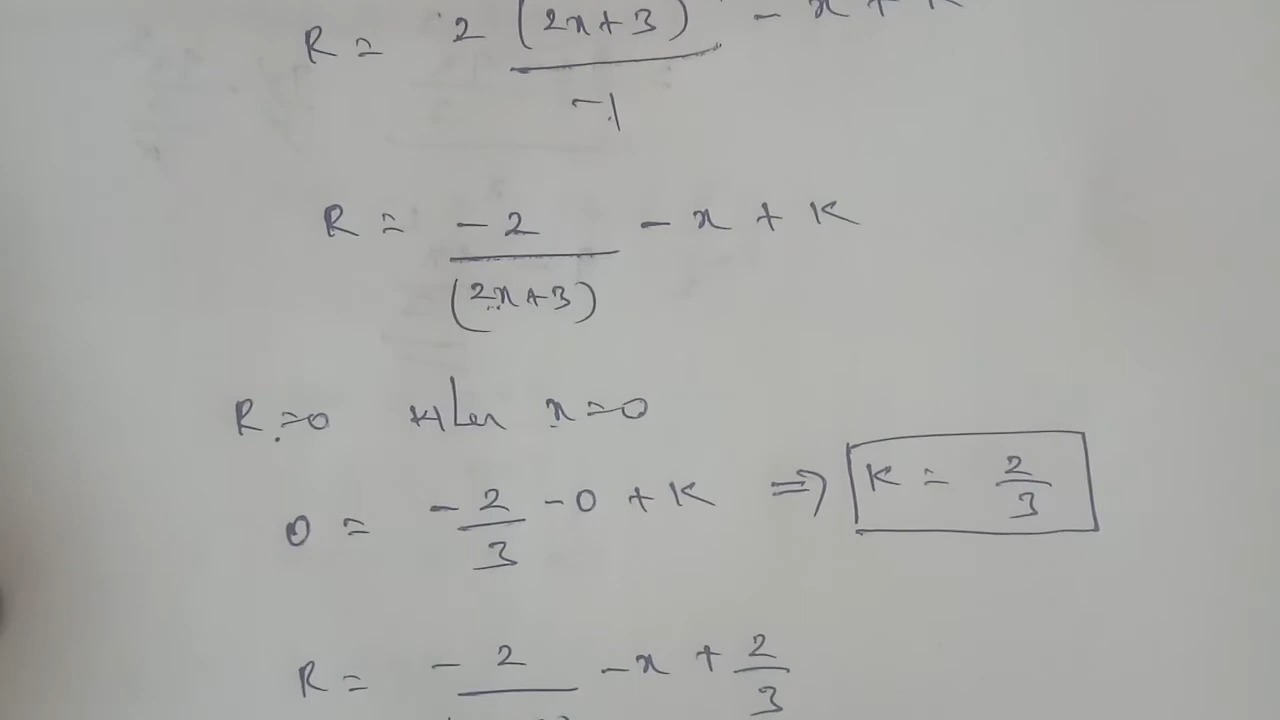 R = 2 (2x+3) / -1 - x + K
R = -2 / (2x+3) - x + K
R = 0 when x = 0
0 = -2/3 - 0 + K ⇒ K = 2/3
R = -2 - x + 2/3